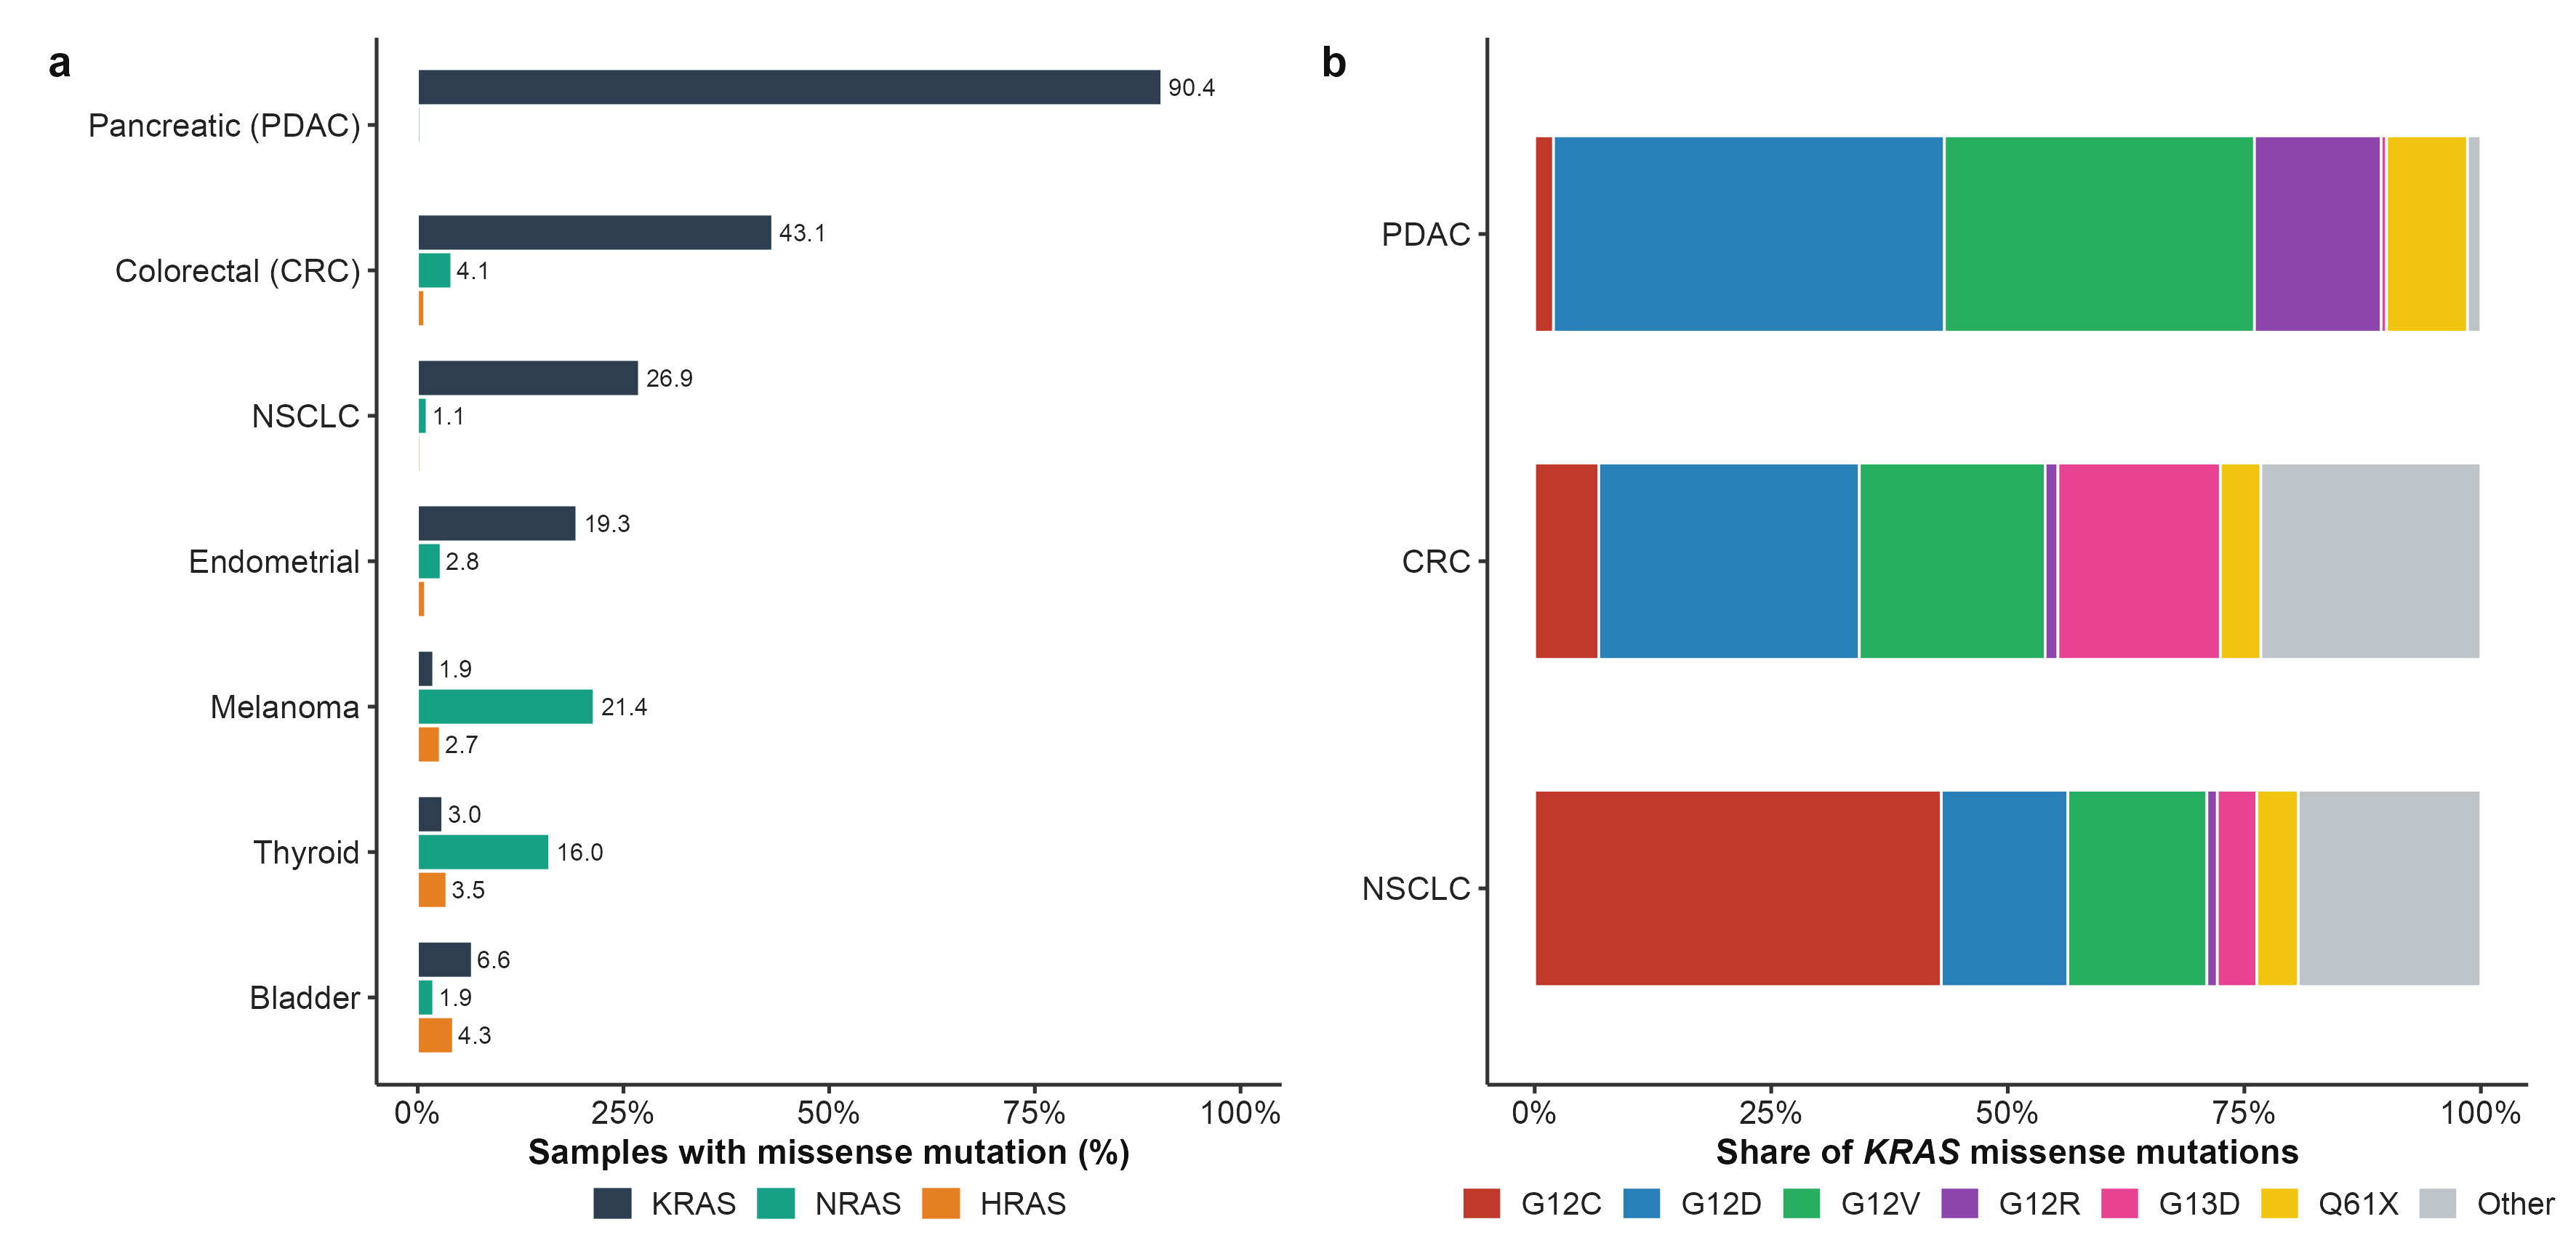 a
Pancreatic (PDAC)
90.4
Colorectal (CRC)
43.1
4.1
NSCLC
26.9
1.1
Endometrial
19.3
2.8
Melanoma
1.9
21.4
2.7
Thyroid
3.0
16.0
3.5
Bladder
6.6
1.9
4.3
0% 25% 50% 75% 100%
Samples with missense mutation (%)
KRAS NRAS HRAS
b
PDAC
CRC
NSCLC
0% 25% 50% 75% 100%
Share of KRAS missense mutations
G12C G12D G12V G12R G13D Q61X Other